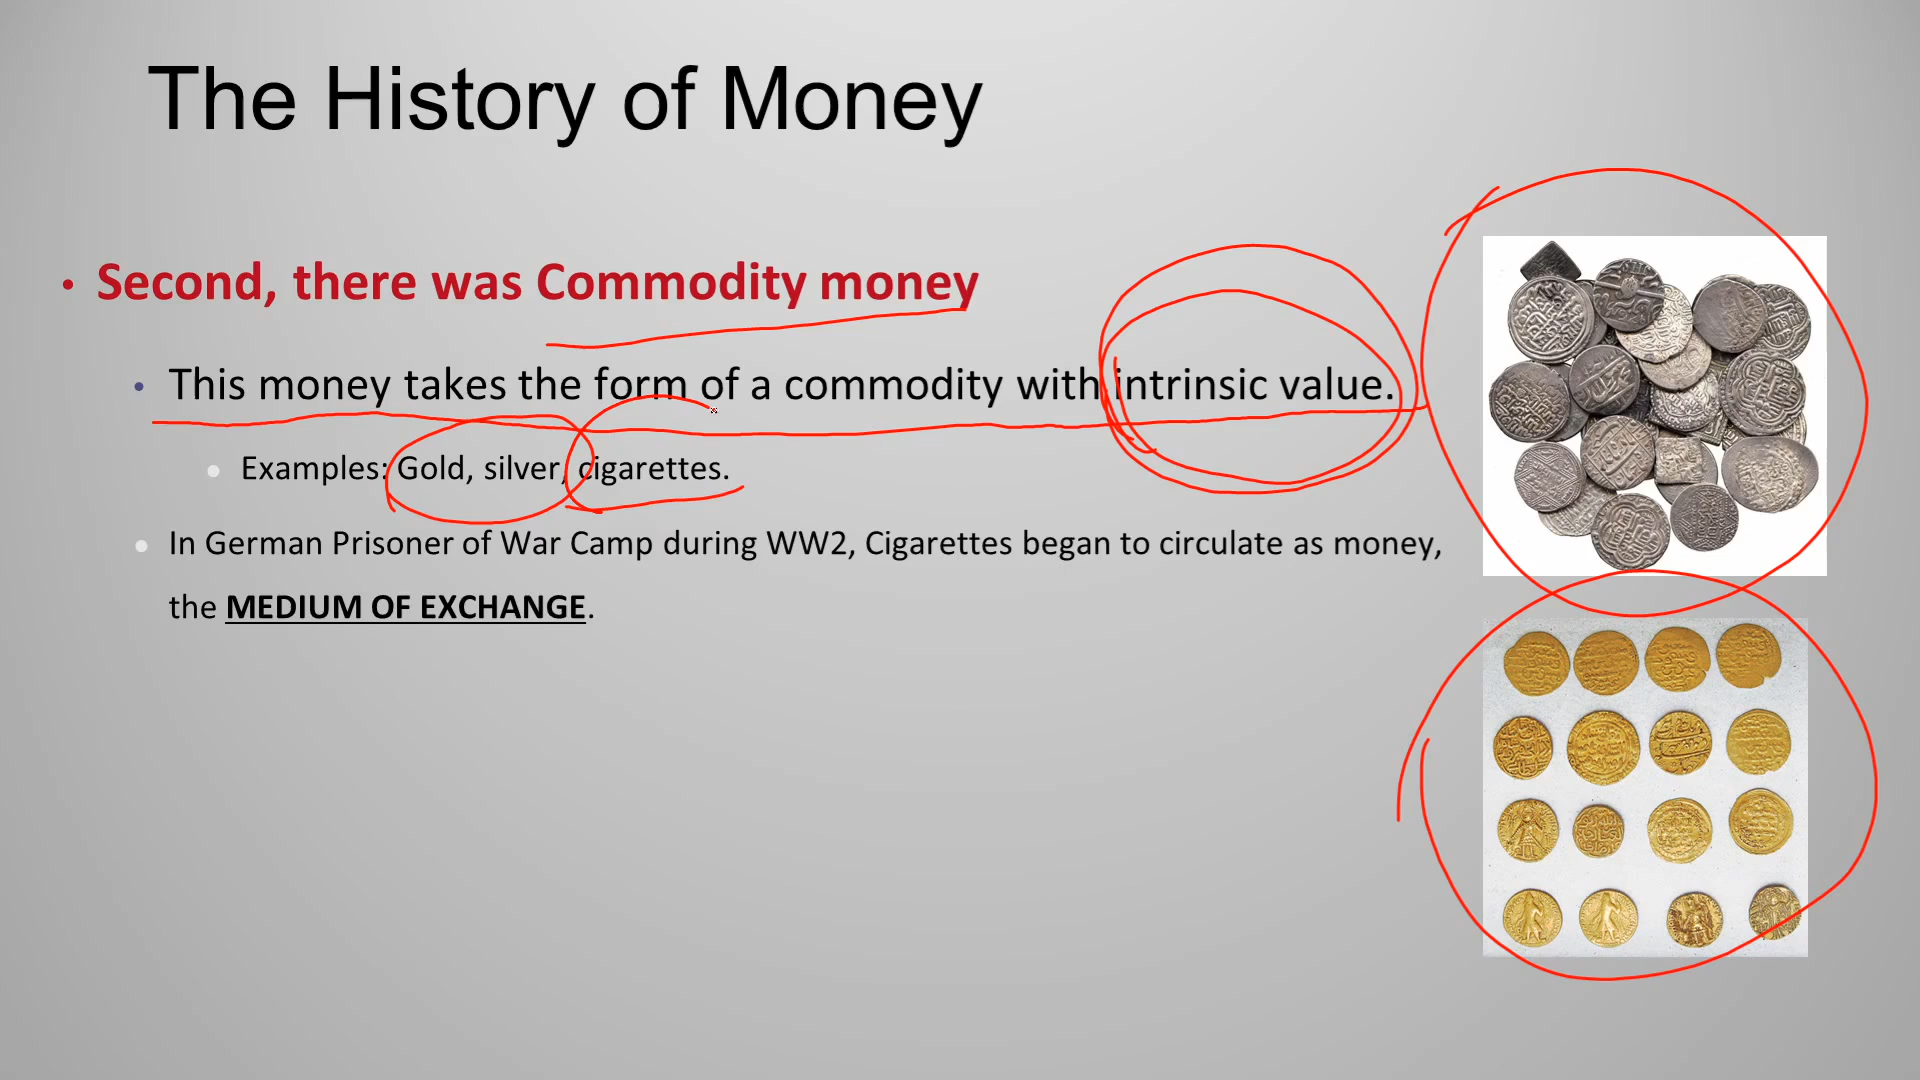 The History of Money
• Second, there was Commodity money
• This money takes the form of a commodity with intrinsic value.
• Examples: Gold, silver, cigarettes.
• In German Prisoner of War Camp during WW2, Cigarettes began to circulate as money,
the MEDIUM OF EXCHANGE.